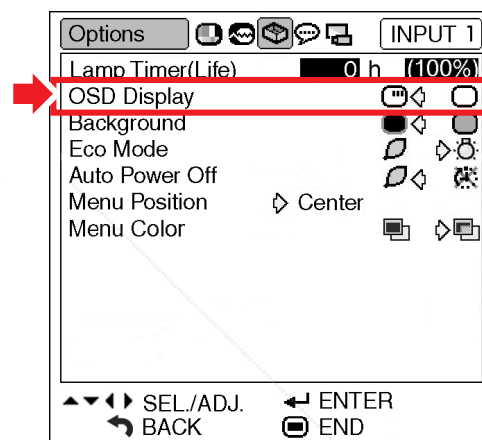 Options INPUT 1
Lamp Timer(Life) 0 h (100%)
OSD Display
Background
Eco Mode
Auto Power Off
Menu Position Center
Menu Color
SEL./ADJ. ENTER
BACK END